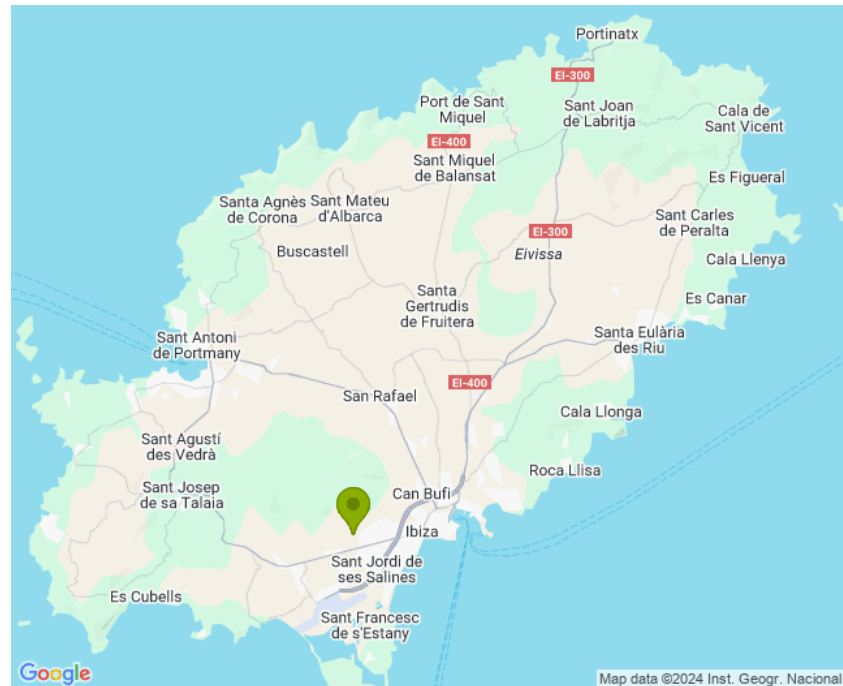 Portinatx
EI-300
Port de Sant
Miquel
Sant Joan
de Labritja
Cala de
Sant Vicent
EI-400
Sant Miquel
de Balansat
Es Figueral
Santa Agnès
de Corona
Sant Mateu
d'Albarca
Sant Carles
de Peralta
EI-300
Buscastell
Eivissa
Cala Llenya
Santa
Gertrudis
de Fruitera
Es Canar
Sant Antoni
de Portmany
Santa Eulària
des Riu
EI-400
San Rafael
Cala Llonga
Sant Agustí
des Vedrà
Roca Llisa
Sant Josep
de sa Talaia
Can Bufi
Ibiza
Sant Jordi de
ses Salines
Es Cubells
Sant Francesc
de s'Estany
Google
Map data ©2024 Inst. Geogr. Nacional